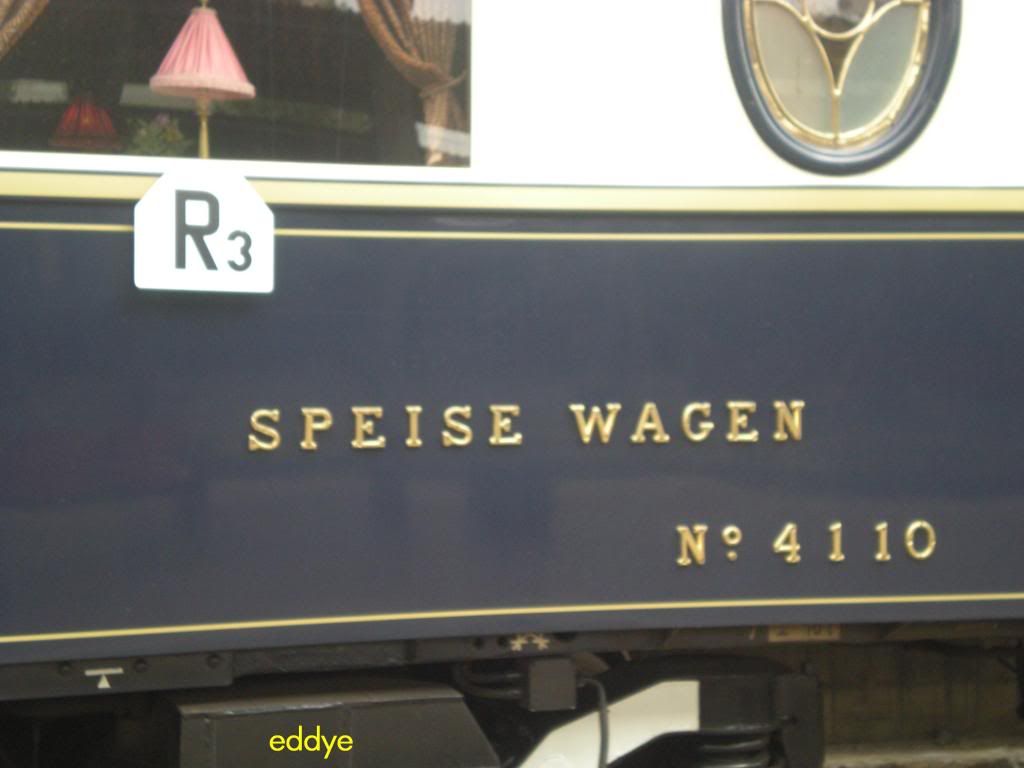 R3
SPEISE WAGEN
Nº 4110
eddye